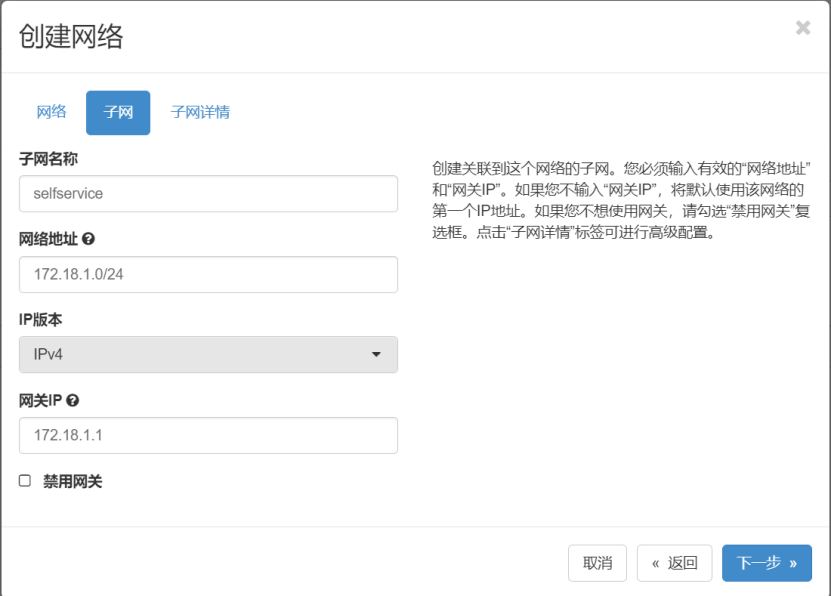 创建网络
×
网络 子网 子网详情
子网名称
selfservice
网络地址
172.18.1.0/24
IP版本
IPv4
网关IP
172.18.1.1
禁用网关
创建关联到这个网络的子网。您必须输入有效的“网络地址”
和“网关IP”。如果您不输入“网关IP”，将默认使用该网络的
第一个IP地址。如果您不想使用网关，请勾选“禁用网关”复
选框。点击“子网详情”标签可进行高级配置。
取消 « 返回 下一步 »